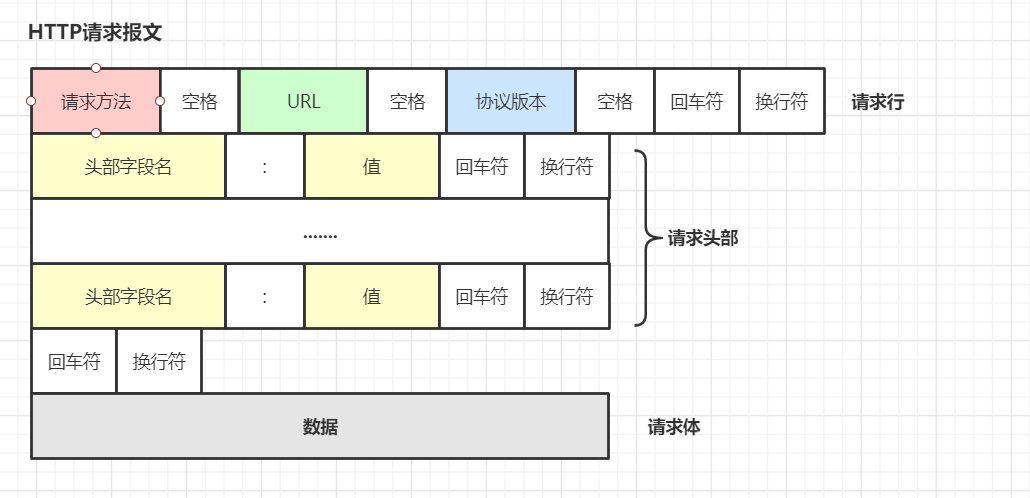 HTTP请求报文
请求方法 空格 URL 空格 协议版本 空格 回车符 换行符 请求行
头部字段名 : 值 回车符 换行符
.......
请求头部
头部字段名 : 值 回车符 换行符
回车符 换行符
数据 请求体